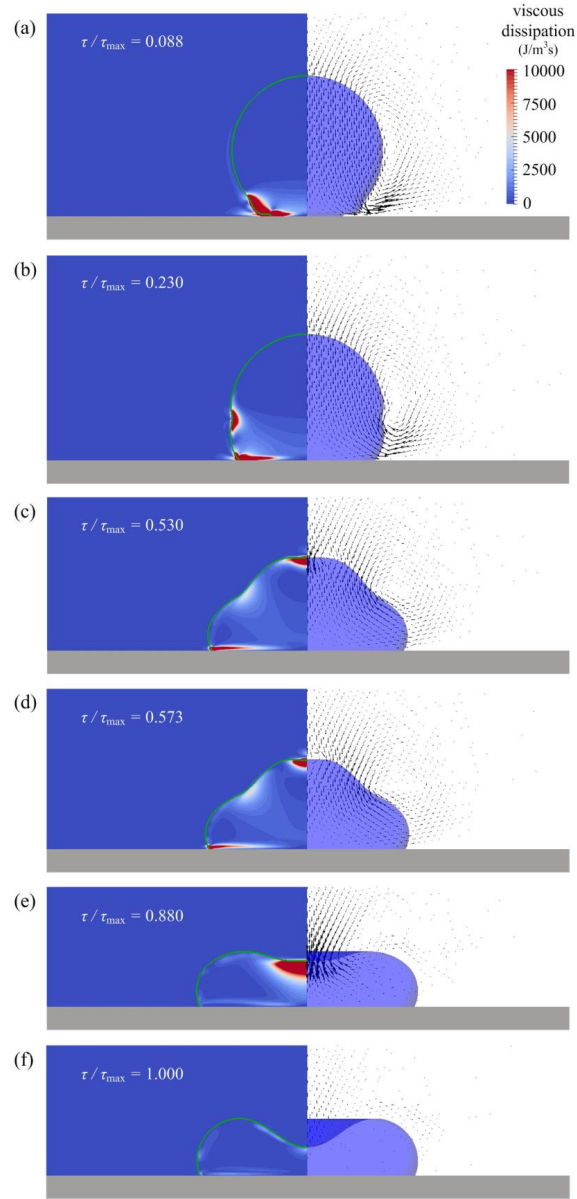 (a)
τ / τmax = 0.088
viscous
dissipation
(J/m³s)
10000
7500
5000
2500
0
(b)
τ / τmax = 0.230
(c)
τ / τmax = 0.530
(d)
τ / τmax = 0.573
(e)
τ / τmax = 0.880
(f)
τ / τmax = 1.000